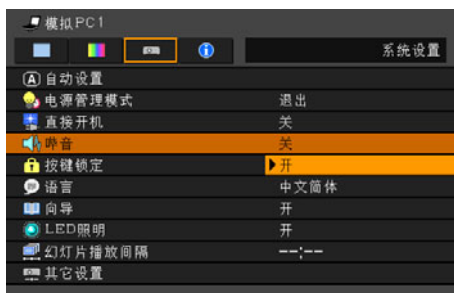 模拟PC1
系统设置
A 自动设置
电源管理模式 退出
直接开机 关
哔音 关
按键锁定 开
语言 中文简体
向导 开
LED照明 开
幻灯片播放间隔 --:--
其它设置